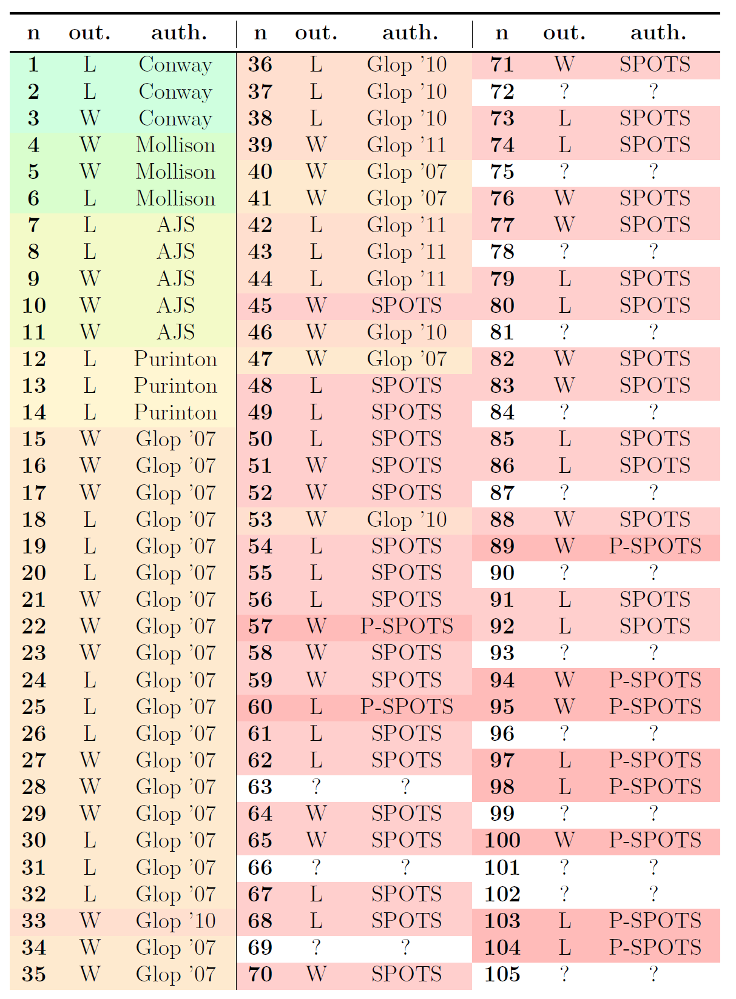 n out. auth. n out. auth. n out. auth.
1 L Conway 36 L Glop '10 71 W SPOTS
2 L Conway 37 L Glop '10 72 ? ?
3 W Conway 38 L Glop '10 73 L SPOTS
4 W Mollison 39 W Glop '11 74 L SPOTS
5 W Mollison 40 W Glop '07 75 ? ?
6 L Mollison 41 W Glop '07 76 W SPOTS
7 L AJS 42 L Glop '11 77 W SPOTS
8 L AJS 43 L Glop '11 78 ? ?
9 W AJS 44 L Glop '11 79 L SPOTS
10 W AJS 45 W SPOTS 80 L SPOTS
11 W AJS 46 W Glop '10 81 ? ?
12 L Purinton 47 W Glop '07 82 W SPOTS
13 L Purinton 48 L SPOTS 83 W SPOTS
14 L Purinton 49 L SPOTS 84 ? ?
15 W Glop '07 50 L SPOTS 85 L SPOTS
16 W Glop '07 51 W SPOTS 86 L SPOTS
17 W Glop '07 52 W SPOTS 87 ? ?
18 L Glop '07 53 W Glop '10 88 W SPOTS
19 L Glop '07 54 L SPOTS 89 W P-SPOTS
20 L Glop '07 55 L SPOTS 90 ? ?
21 W Glop '07 56 L SPOTS 91 L SPOTS
22 W Glop '07 57 W P-SPOTS 92 L SPOTS
23 W Glop '07 58 W SPOTS 93 ? ?
24 L Glop '07 59 W SPOTS 94 W P-SPOTS
25 L Glop '07 60 L P-SPOTS 95 W P-SPOTS
26 L Glop '07 61 L SPOTS 96 ? ?
27 W Glop '07 62 L SPOTS 97 L P-SPOTS
28 W Glop '07 63 ? ? 98 L P-SPOTS
29 W Glop '07 64 W SPOTS 99 ? ?
30 L Glop '07 65 W SPOTS 100 W P-SPOTS
31 L Glop '07 66 ? ? 101 ? ?
32 L Glop '07 67 L SPOTS 102 ? ?
33 W Glop '10 68 L SPOTS 103 L P-SPOTS
34 W Glop '07 69 ? ? 104 L P-SPOTS
35 W Glop '07 70 W SPOTS 105 ? ?